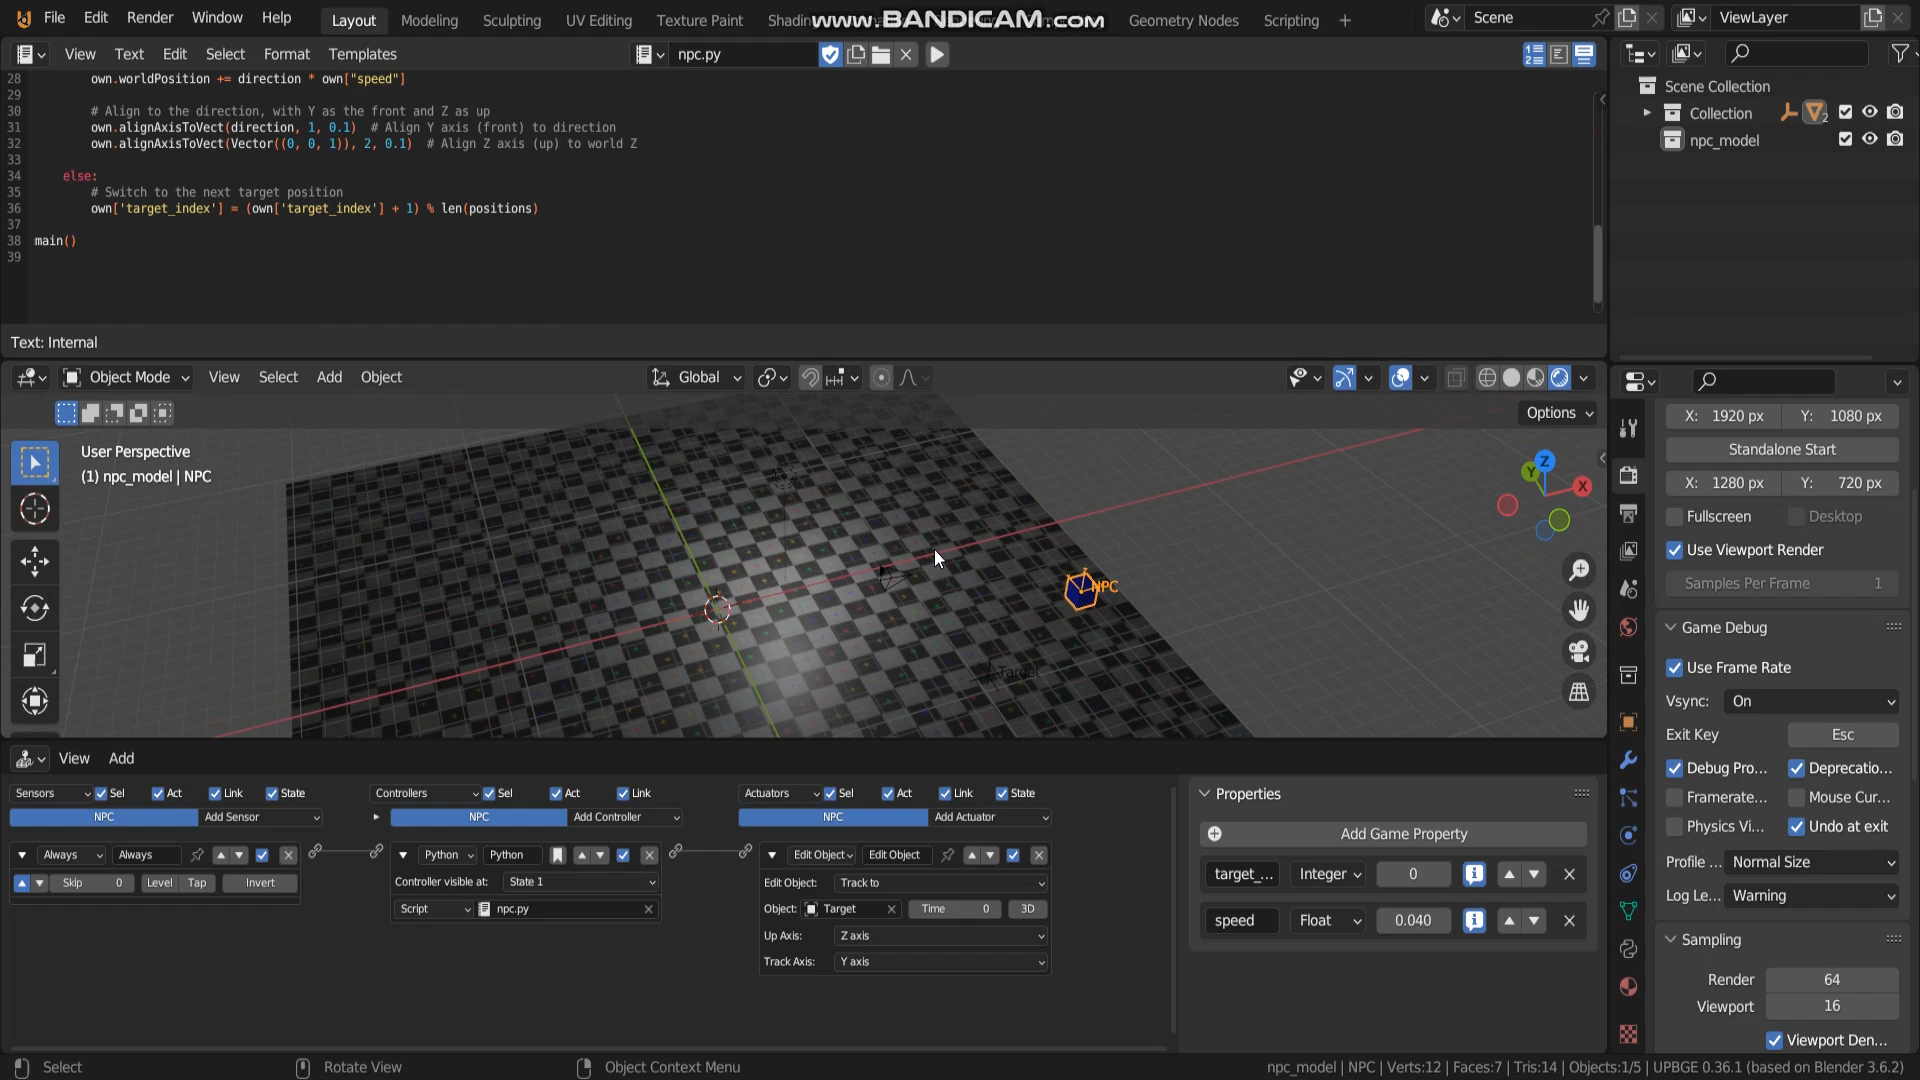 File Edit Render Window Help Layout Modeling Sculpting UV Editing Texture Paint Shadin www.BANDICAM.com Geometry Nodes Scripting + Scene ViewLayer
View Text Edit Select Format Templates npc.py
28 own.worldPosition += direction * own["speed"]
29
30 # Align to the direction, with Y as the front and Z as up
31 own.alignAxisToVect(direction, 1, 0.1) # Align Y axis (front) to direction
32 own.alignAxisToVect(Vector((0, 0, 1)), 2, 0.1) # Align Z axis (up) to world Z
33
34 else:
35 # Switch to the next target position
36 own['target_index'] = (own['target_index'] + 1) % len(positions)
37
38 main()
39
Text: Internal
Scene Collection
Collection 2
npc_model
Object Mode View Select Add Object Global
Options
User Perspective
(1) npc_model | NPC
Z
Y
X
NPC
Target
X: 1920 px Y: 1080 px
Standalone Start
X: 1280 px Y: 720 px
Fullscreen Desktop
Use Viewport Render
Samples Per Frame 1
Game Debug
Use Frame Rate
Vsync: On
Exit Key Esc
Debug Pro... Deprecatio...
Framerate... Mouse Cur...
Physics Vi... Undo at exit
Profile ... Normal Size
Log Le... Warning
Sampling
Render 64
Viewport 16
Viewport Den...
View Add
Sensors Sel Act Link State Controllers Sel Act Link Actuators Sel Act Link State
NPC Add Sensor NPC Add Controller NPC Add Actuator
Always Always Python Python Edit Object Edit Object
Skip 0 Level Tap Invert Controller visible at: State 1 Edit Object: Track to
Script npc.py Object: Target Time 0 3D
Up Axis: Z axis
Track Axis: Y axis
Properties
Add Game Property
target_... Integer 0
speed Float 0.040
Select Rotate View Object Context Menu npc_model | NPC | Verts:12 | Faces:7 | Tris:14 | Objects:1/5 | UPBGE 0.36.1 (based on Blender 3.6.2)